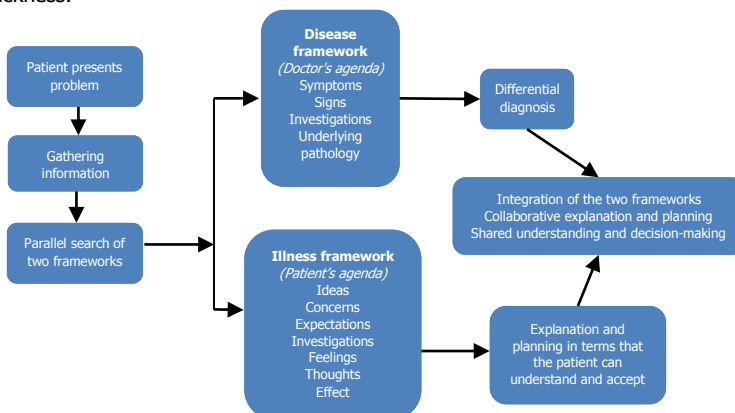 Patient presents
problem
Gathering
information
Parallel search of
two frameworks
Disease
framework
(Doctor's agenda)
Symptoms
Signs
Investigations
Underlying
pathology
Differential
diagnosis
Illness framework
(Patient's agenda)
Ideas
Concerns
Expectations
Investigations
Feelings
Thoughts
Effect
Explanation and
planning in terms that
the patient can
understand and accept
Integration of the two frameworks
Collaborative explanation and planning
Shared understanding and decision-making